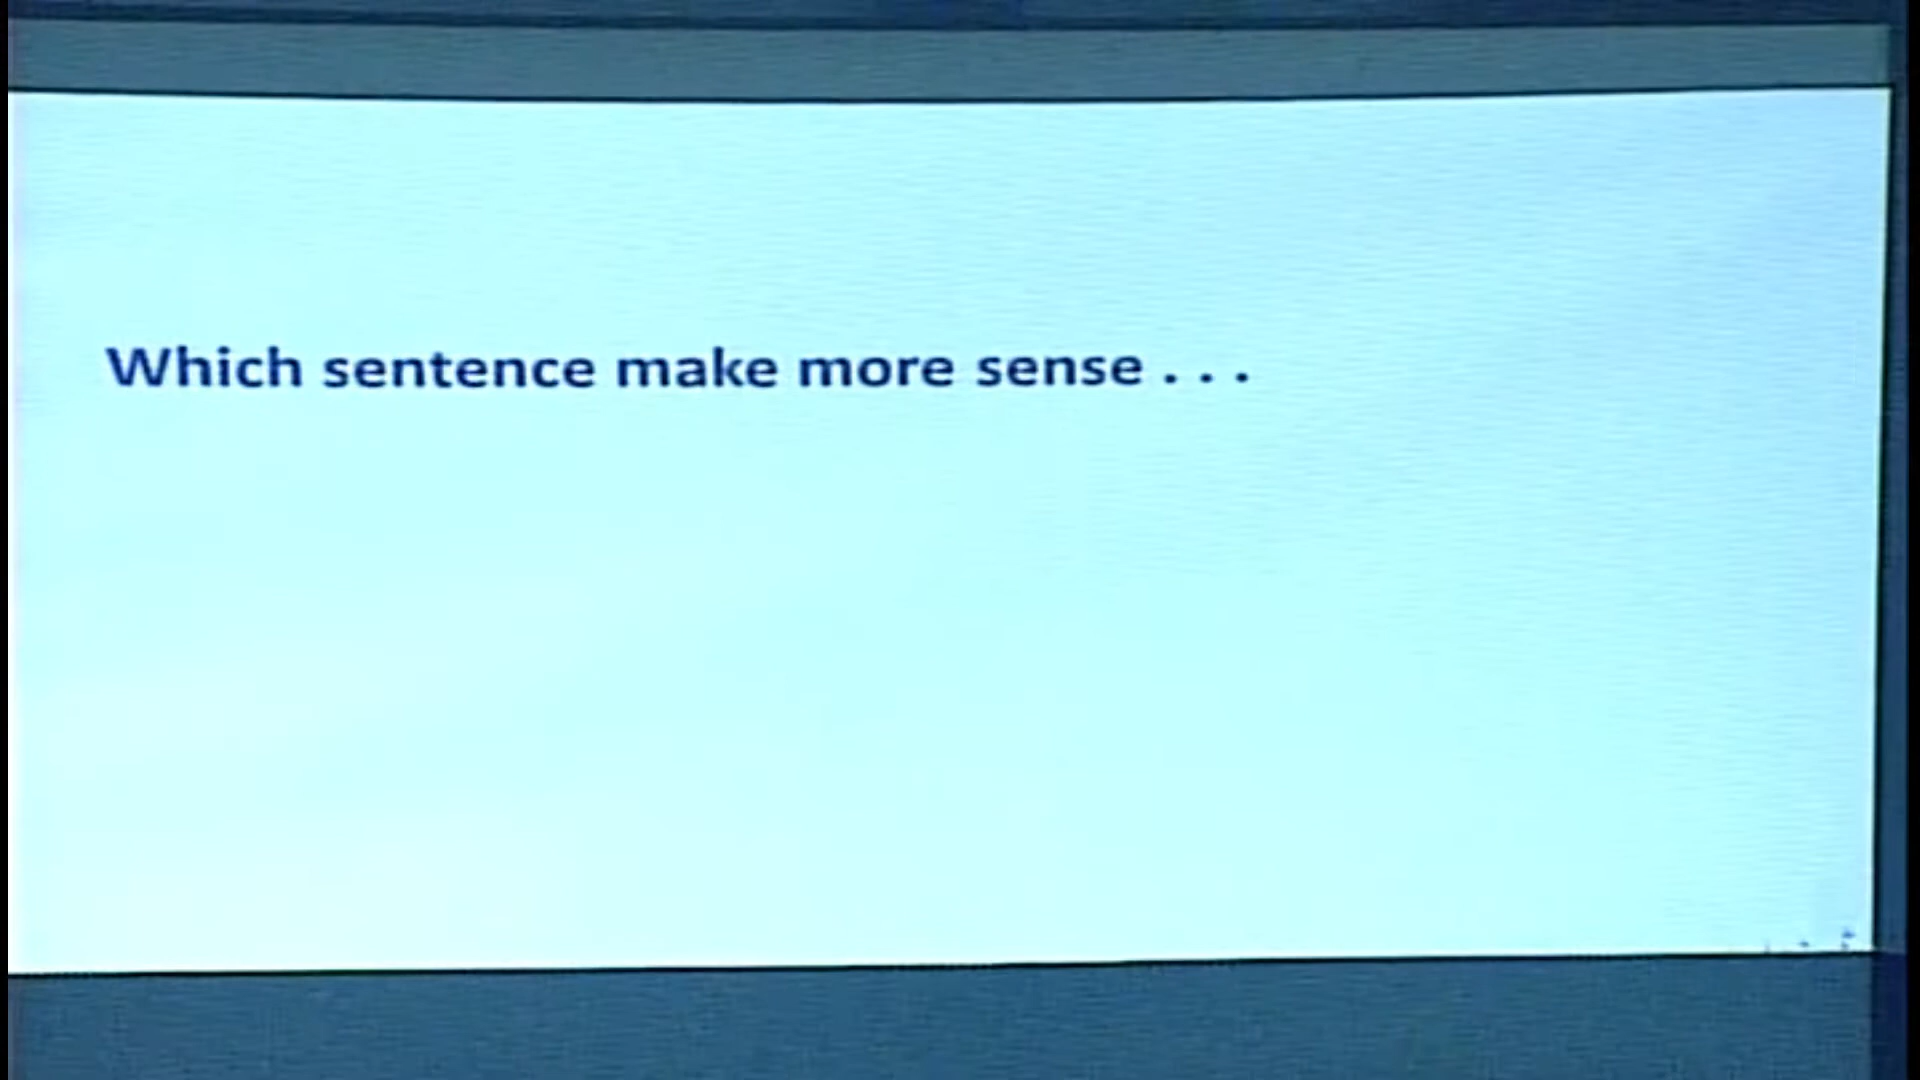 Which sentence make more sense . . .